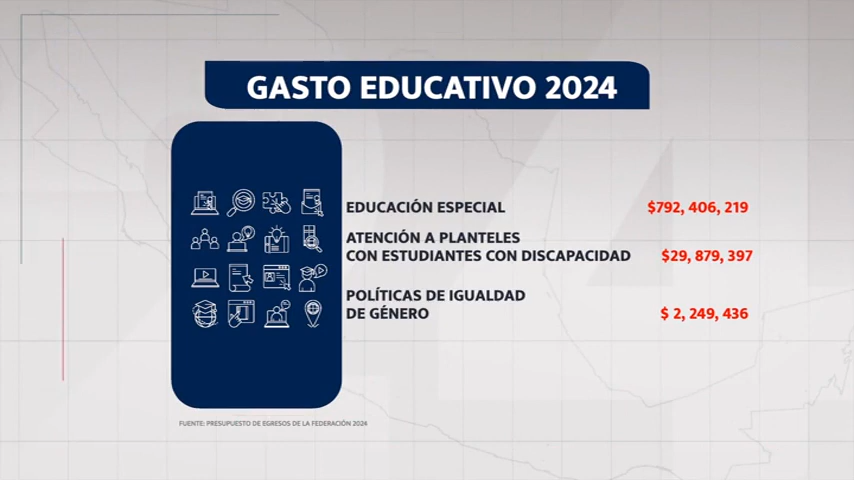 GASTO EDUCATIVO 2024
EDUCACIÓN ESPECIAL $792, 406, 219
ATENCIÓN A PLANTELES
CON ESTUDIANTES CON DISCAPACIDAD $29, 879, 397
POLÍTICAS DE IGUALDAD
DE GÉNERO $ 2, 249, 436
FUENTE: PRESUPUESTO DE EGRESOS DE LA FEDERACIÓN 2024